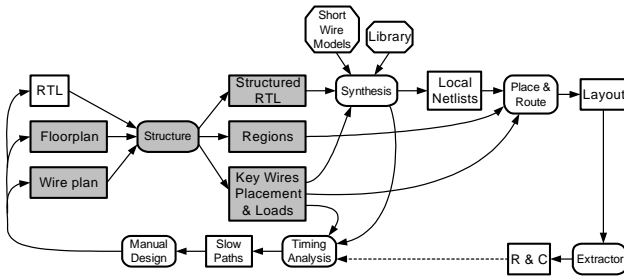 Short
Wire
Models
Library
RTL
Structured
RTL
Synthesis
Local
Netlists
Place &
Route
Layout
Floorplan
Structure
Regions
Wire plan
Key Wires
Placement
& Loads
Manual
Design
Slow
Paths
Timing
Analysis
R & C
Extractor